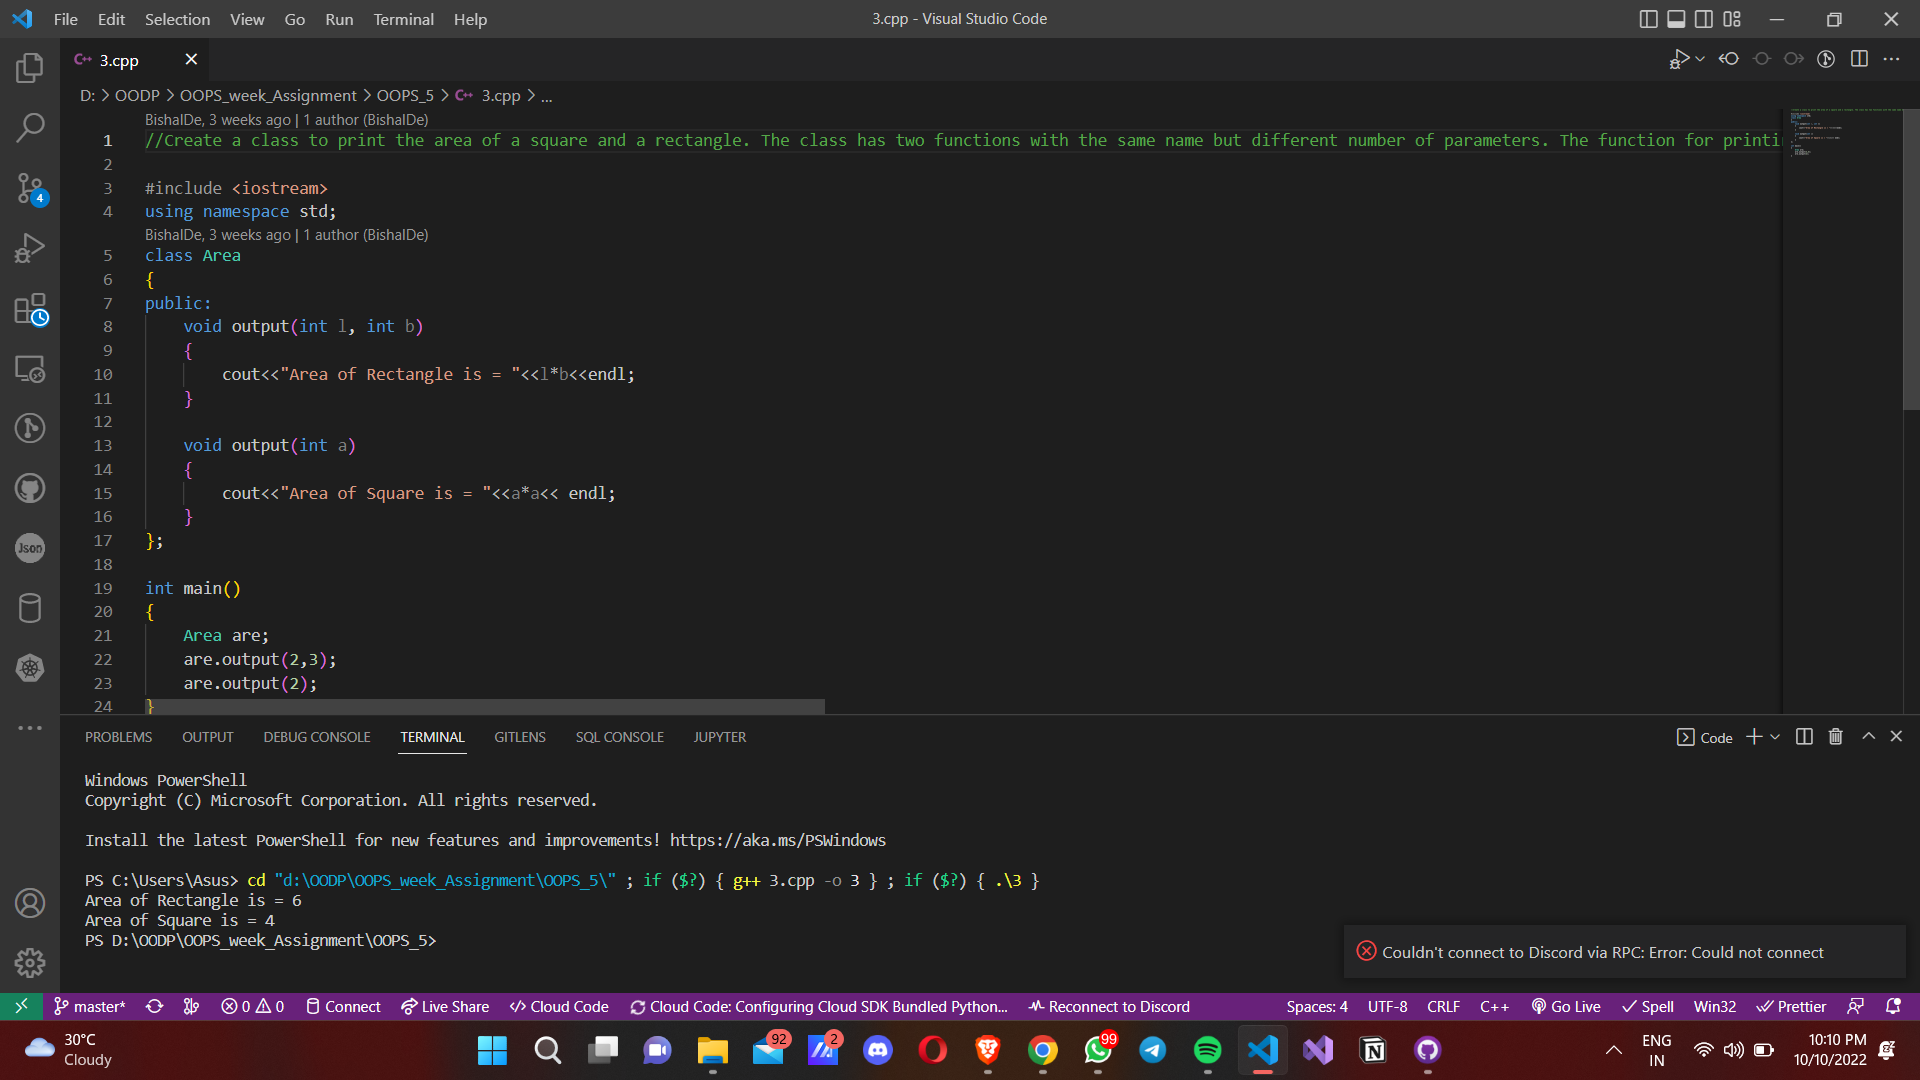 File Edit Selection View Go Run Terminal Help
3.cpp - Visual Studio Code
C++ 3.cpp
D: > OODP > OOPS_week_Assignment > OOPS_5 > C++ 3.cpp > ...
BishalDe, 3 weeks ago | 1 author (BishalDe)
1 //Create a class to print the area of a square and a rectangle. The class has two functions with the same name but different number of parameters. The function for printi
2
3 #include <iostream>
4 using namespace std;
BishalDe, 3 weeks ago | 1 author (BishalDe)
5 class Area
6 {
7 public:
8 void output(int l, int b)
9 {
10 cout<<"Area of Rectangle is = "<<l*b<<endl;
11 }
12
13 void output(int a)
14 {
15 cout<<"Area of Square is = "<<a*a<< endl;
16 }
17 };
18
19 int main()
20 {
21 Area are;
22 are.output(2,3);
23 are.output(2);
24 }
4
Json
PROBLEMS OUTPUT DEBUG CONSOLE TERMINAL GITLENS SQL CONSOLE JUPYTER
Code
Windows PowerShell
Copyright (C) Microsoft Corporation. All rights reserved.
Install the latest PowerShell for new features and improvements! https://aka.ms/PSWindows
PS C:\Users\Asus> cd "d:\OODP\OOPS_week_Assignment\OOPS_5\" ; if ($?) { g++ 3.cpp -o 3 } ; if ($?) { .\3 }
Area of Rectangle is = 6
Area of Square is = 4
PS D:\OODP\OOPS_week_Assignment\OOPS_5>
Couldn't connect to Discord via RPC: Error: Could not connect
master* 0 0 Connect Live Share Cloud Code Cloud Code: Configuring Cloud SDK Bundled Python... Reconnect to Discord
Spaces: 4 UTF-8 CRLF C++ Go Live Spell Win32 Prettier
30°C
Cloudy
92
2
99
ENG
IN
10:10 PM
10/10/2022